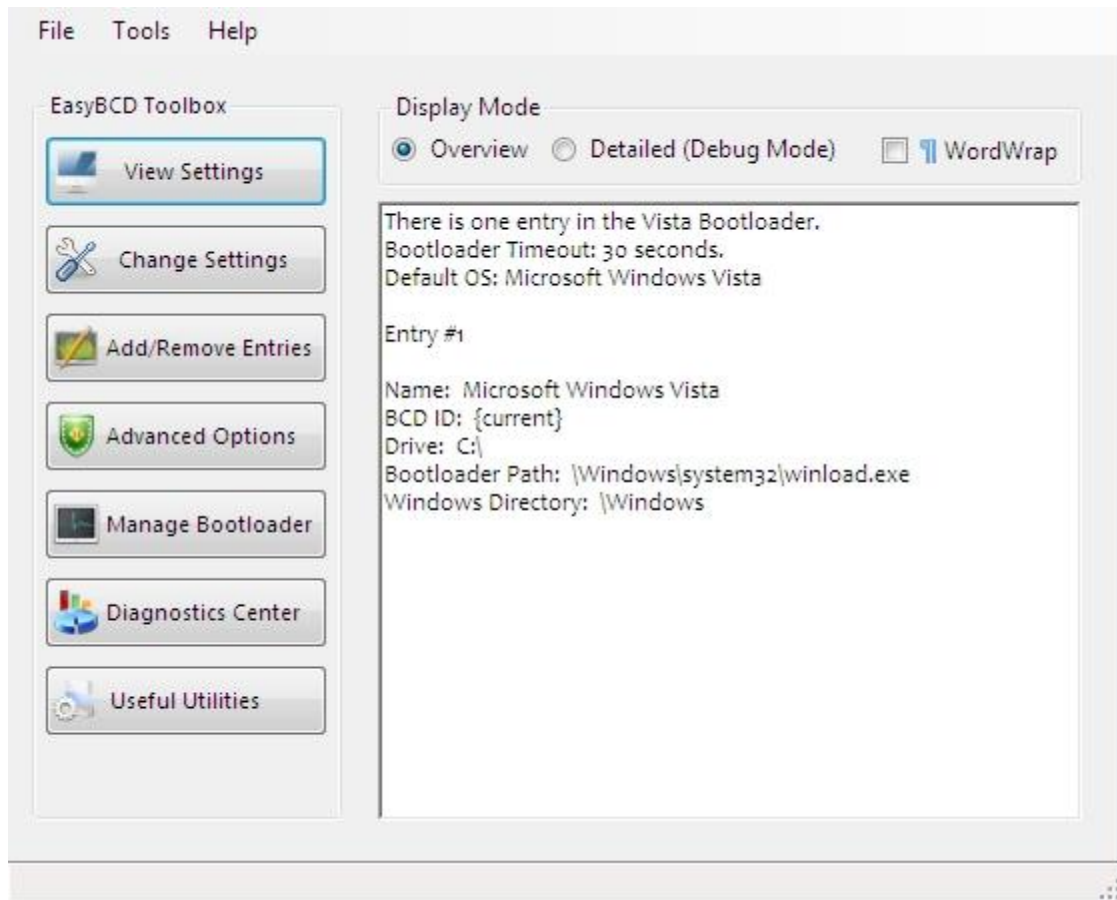 File Tools Help
EasyBCD Toolbox
View Settings
Change Settings
Add/Remove Entries
Advanced Options
Manage Bootloader
Diagnostics Center
Useful Utilities
Display Mode
Overview Detailed (Debug Mode) ¶ WordWrap
There is one entry in the Vista Bootloader.
Bootloader Timeout: 30 seconds.
Default OS: Microsoft Windows Vista
Entry #1
Name: Microsoft Windows Vista
BCD ID: {current}
Drive: C:\
Bootloader Path: \Windows\system32\winload.exe
Windows Directory: \Windows